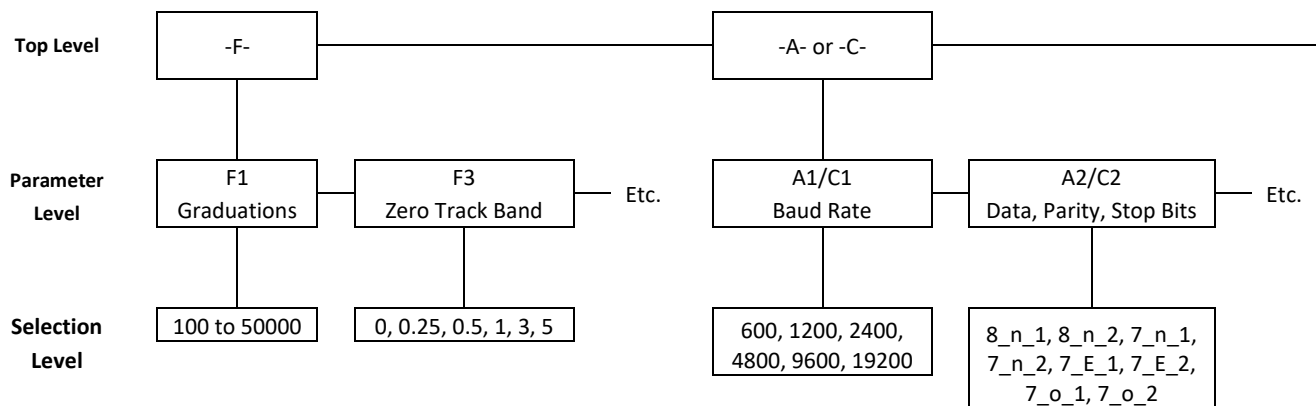 Top Level
-F-
-A- or -C-
Parameter
Level
F1
Graduations
F3
Zero Track Band
Etc.
A1/C1
Baud Rate
A2/C2
Data, Parity, Stop Bits
Etc.
Selection
Level
100 to 50000
0, 0.25, 0.5, 1, 3, 5
600, 1200, 2400,
4800, 9600, 19200
8_n_1, 8_n_2, 7_n_1,
7_n_2, 7_E_1, 7_E_2,
7_o_1, 7_o_2